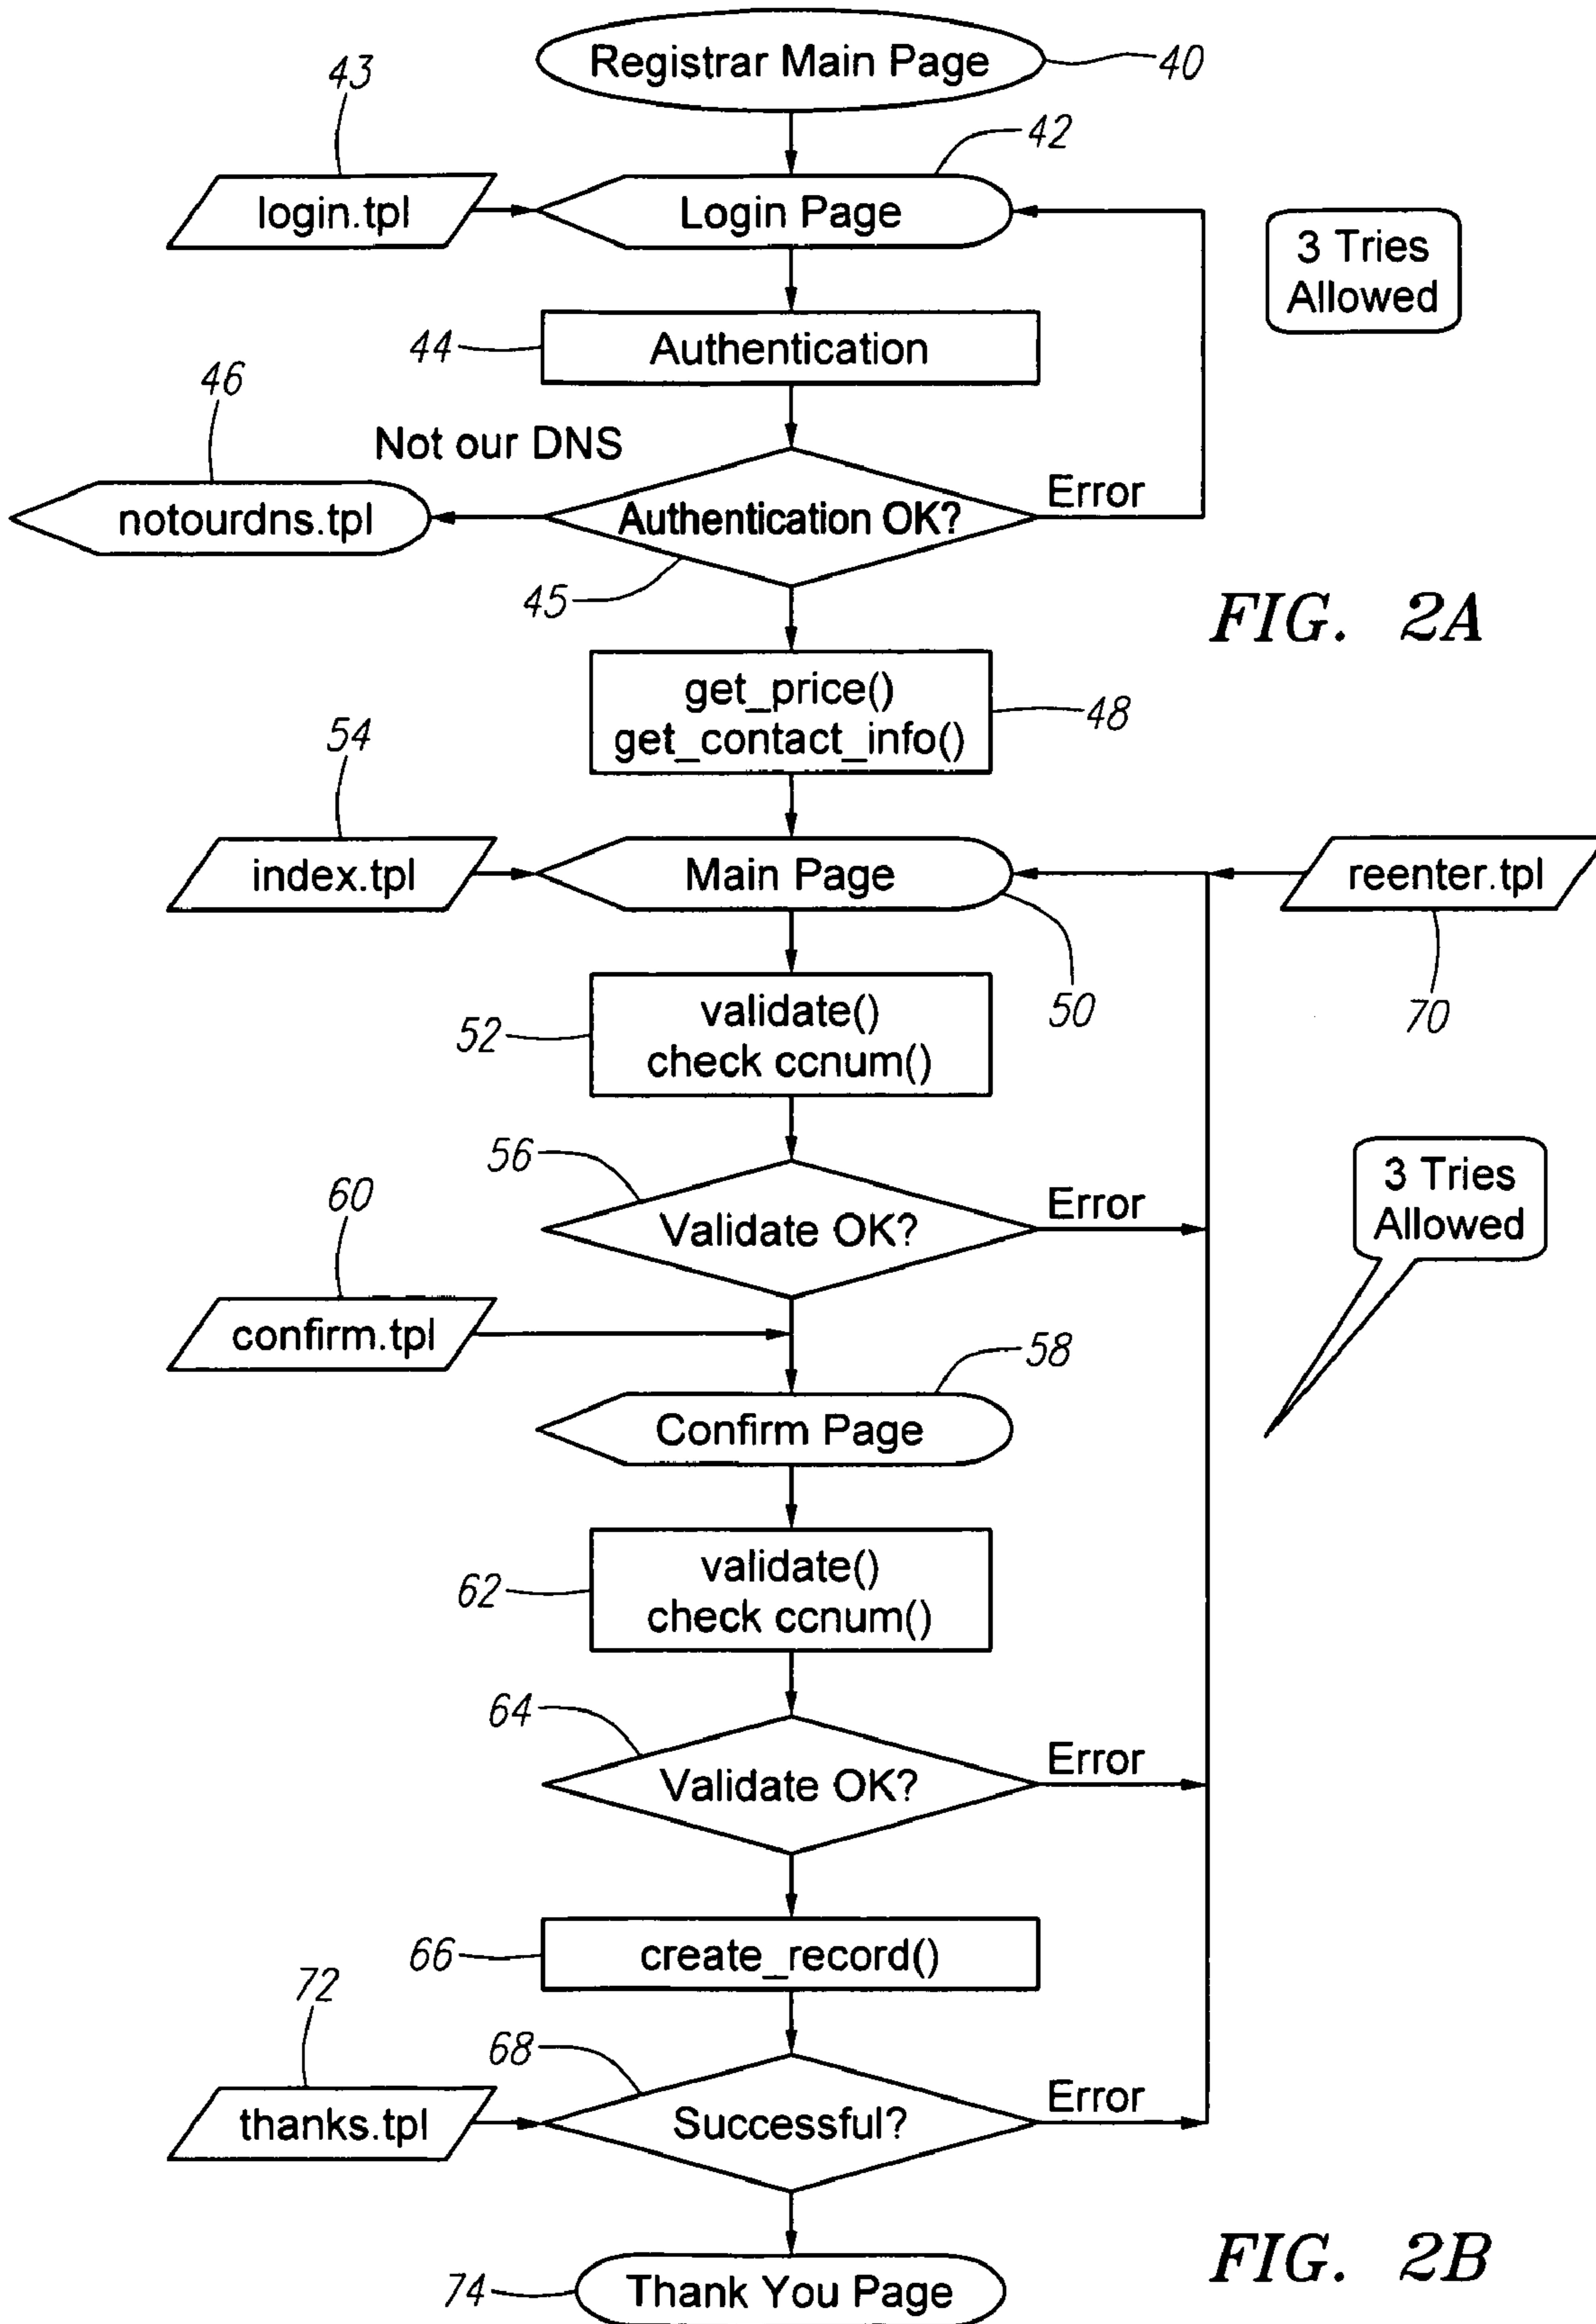 Registrar Main Page
40
43
42
login.tpl
Login Page
3 Tries
Allowed
44
Authentication
46
Not our DNS
notourdns.tpl
Authentication OK?
Error
45
FIG. 2A
get_price()
get_contact_info()
48
54
index.tpl
Main Page
reenter.tpl
50
70
52
validate()
check ccnum()
56
Validate OK?
Error
3 Tries
Allowed
60
confirm.tpl
58
Confirm Page
62
validate()
check ccnum()
64
Validate OK?
Error
66
create_record()
72
68
thanks.tpl
Successful?
Error
74
Thank You Page
FIG. 2B